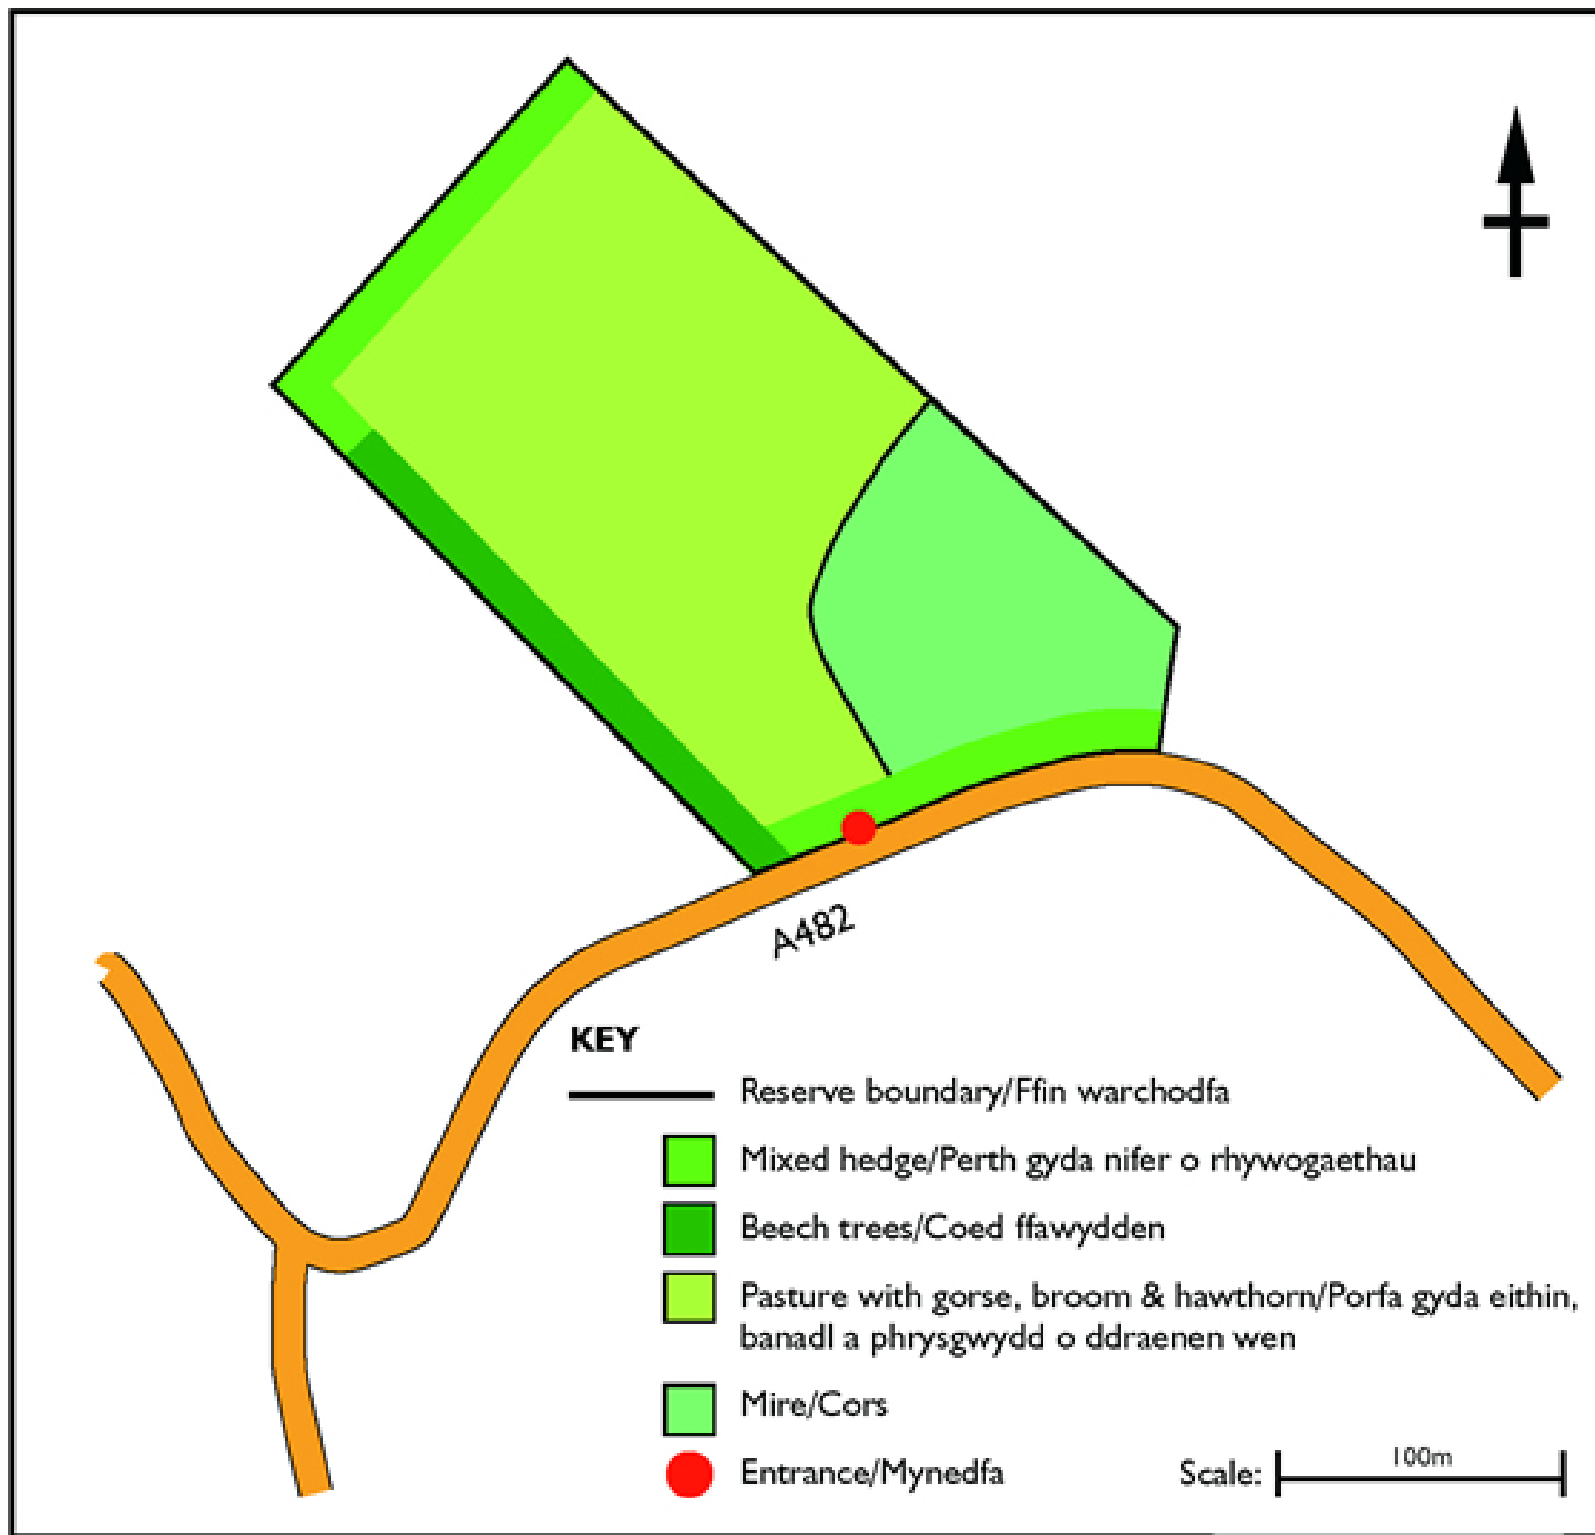 A482
KEY
Reserve boundary/Ffin warchodfa
Mixed hedge/Perth gyda nifer o rhywogaethau
Beech trees/Coed ffawydden
Pasture with gorse, broom & hawthorn/Porfa gyda eithin,
banadl a phrysgwydd o ddraenen wen
Mire/Cors
Entrance/Mynedfa
Scale: 100m